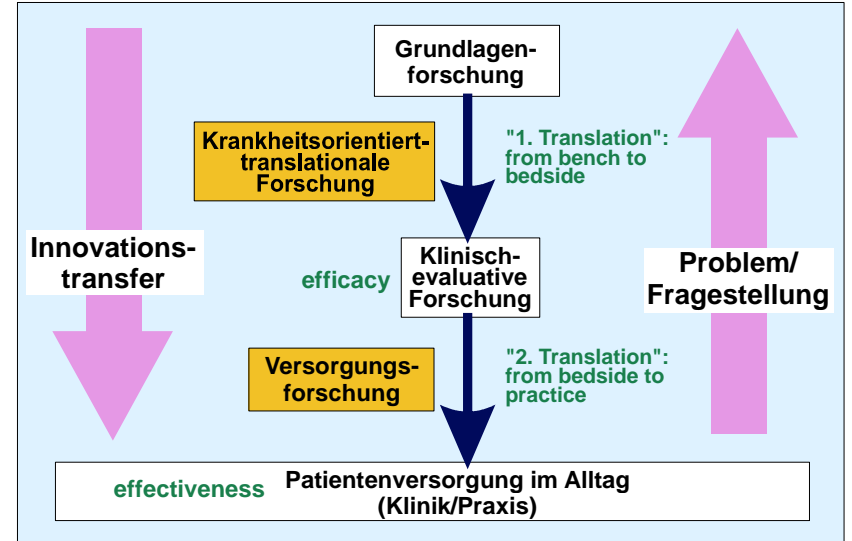 Grundlagen-
forschung
Krankheitsorientiert-
translationale
Forschung
"1. Translation":
from bench to
bedside
Innovations-
transfer
efficacy
Klinisch-
evaluative
Forschung
Problem/
Fragestellung
Versorgungs-
forschung
"2. Translation":
from bedside to
practice
effectiveness
Patientenversorgung im Alltag
(Klinik/Praxis)